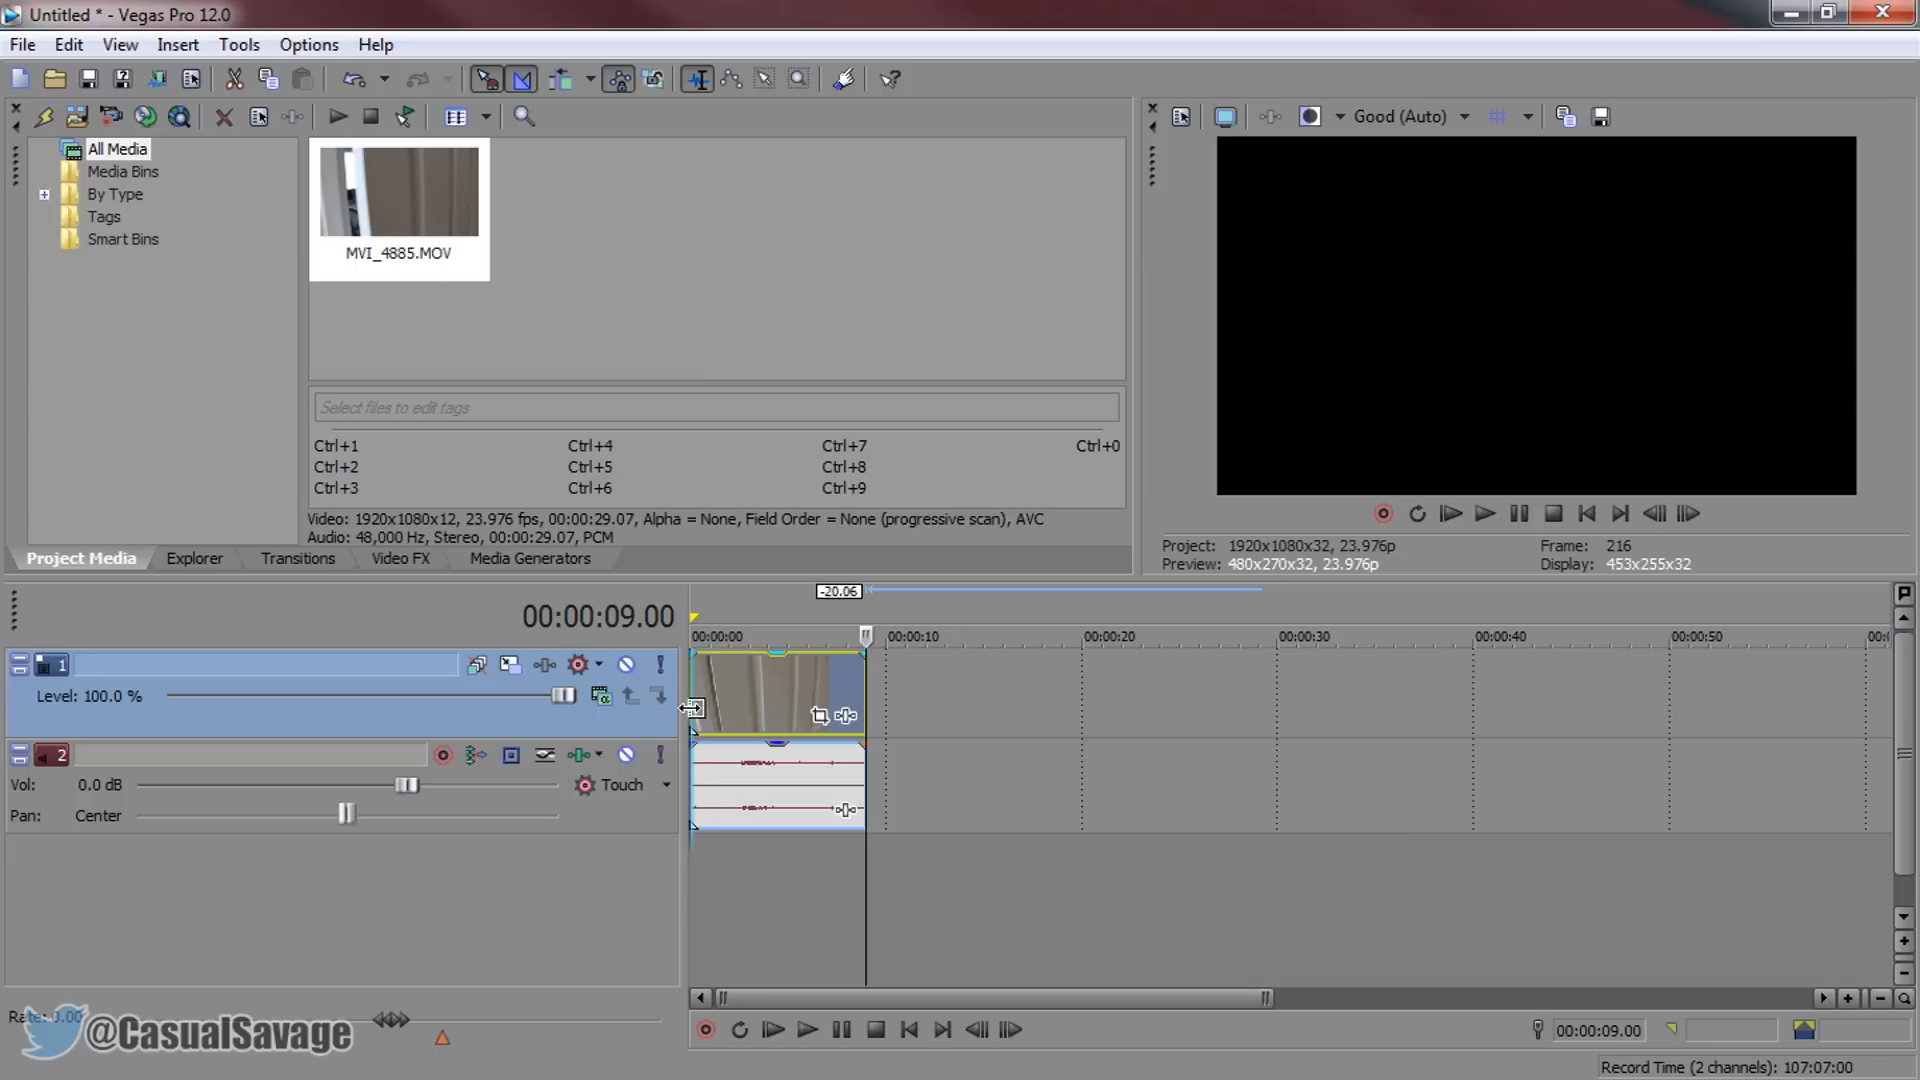 Untitled * - Vegas Pro 12.0
File Edit View Insert Tools Options Help
Good (Auto)
All Media
Media Bins
By Type
Tags
Smart Bins
MVI_4885.MOV
Select files to edit tags
Ctrl+1 Ctrl+4 Ctrl+7 Ctrl+0
Ctrl+2 Ctrl+5 Ctrl+8
Ctrl+3 Ctrl+6 Ctrl+9
Video: 1920x1080x12, 23.976 fps, 00:00:29.07, Alpha = None, Field Order = None (progressive scan), AVC
Audio: 48,000 Hz, Stereo, 00:00:29.07, PCM
Project Media Explorer Transitions Video FX Media Generators
Project: 1920x1080x32, 23.976p Frame: 216
Preview: 480x270x32, 23.976p Display: 453x255x32
-20.06
00:00:09.00
00:00:00 00:00:10 00:00:20 00:00:30 00:00:40 00:00:50 00:0
1
Level: 100.0 %
2
Vol: 0.0 dB Touch
Pan: Center
Rate: 0.00
@CasualSavage
00:00:09.00
Record Time (2 channels): 107:07:00